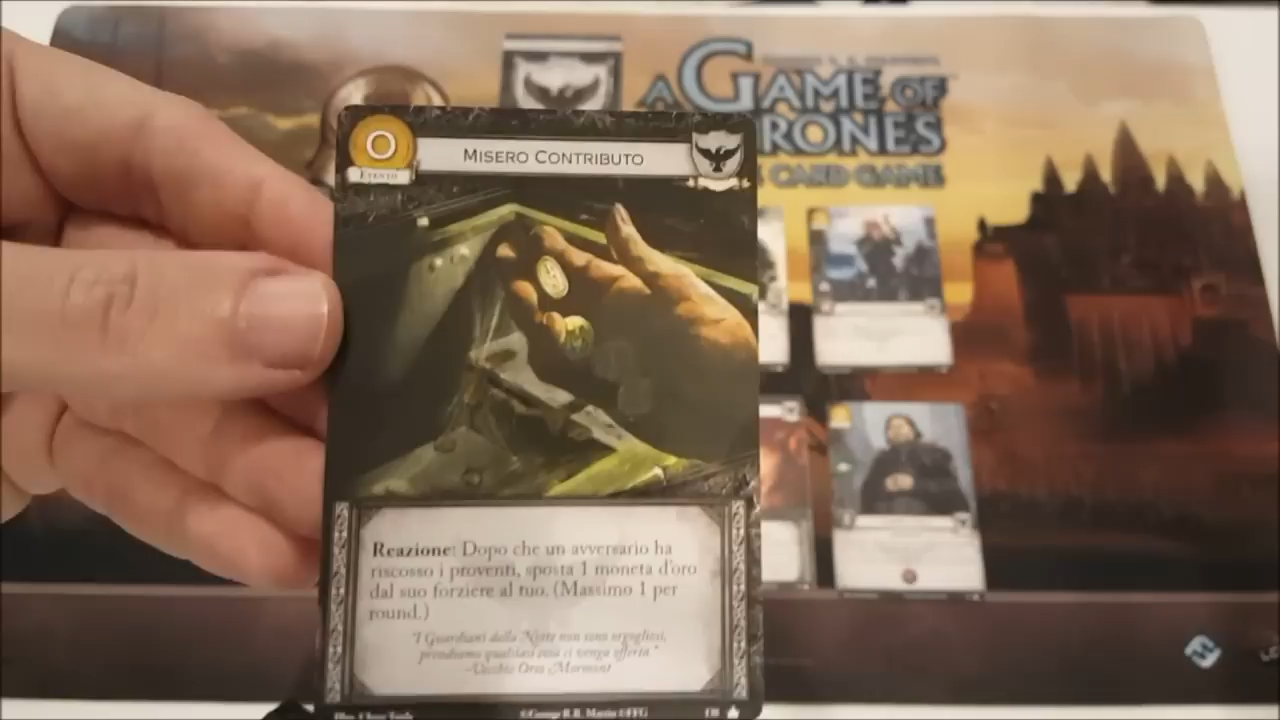 A GAME OF
RONES
CARD GAME
O
EVENTO
MISERO CONTRIBUTO
Reazione: Dopo che un avversario ha
riscosso i proventi, sposta 1 moneta d'oro
dal suo forziere al tuo. (Massimo 1 per
round.)
"I Guardiani della Notte non sono orgogliosi,
prendiamo qualsiasi cosa ci venga offerta."
–Vecchio Orso Mormont
©George R.R. Martin ©FFG